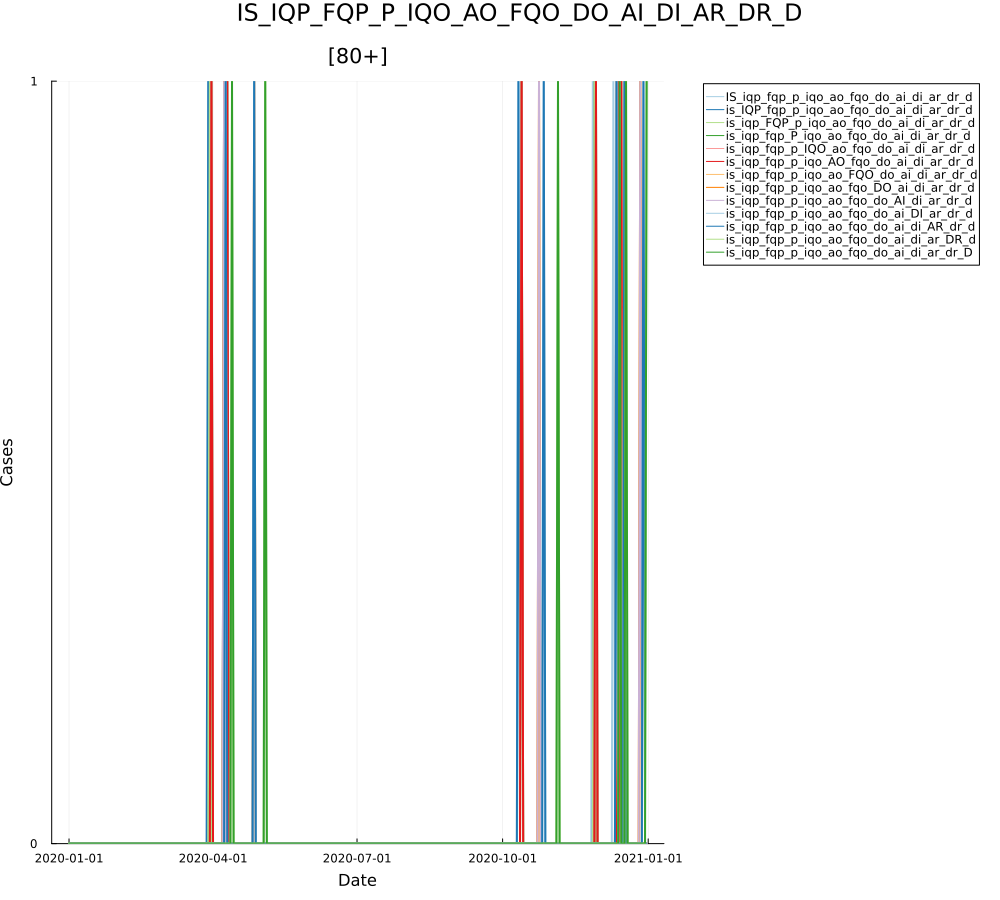 IS_IQP_FQP_P_IQO_AO_FQO_DO_AI_DI_AR_DR_D
[80+]
1
IS_iqp_fqp_p_iqo_ao_fqo_do_ai_di_ar_dr_d
is_IQP_fqp_p_iqo_ao_fqo_do_ai_di_ar_dr_d
is_iqp_FQP_p_iqo_ao_fqo_do_ai_di_ar_dr_d
is_iqp_fqp_P_iqo_ao_fqo_do_ai_di_ar_dr_d
is_iqp_fqp_p_IQO_ao_fqo_do_ai_di_ar_dr_d
is_iqp_fqp_p_iqo_AO_fqo_do_ai_di_ar_dr_d
is_iqp_fqp_p_iqo_ao_FQO_do_ai_di_ar_dr_d
is_iqp_fqp_p_iqo_ao_fqo_DO_ai_di_ar_dr_d
is_iqp_fqp_p_iqo_ao_fqo_do_AI_di_ar_dr_d
is_iqp_fqp_p_iqo_ao_fqo_do_ai_DI_ar_dr_d
is_iqp_fqp_p_iqo_ao_fqo_do_ai_di_AR_dr_d
is_iqp_fqp_p_iqo_ao_fqo_do_ai_di_ar_DR_d
is_iqp_fqp_p_iqo_ao_fqo_do_ai_di_ar_dr_D
Cases
0
2020-01-01 2020-04-01 2020-07-01 2020-10-01 2021-01-01
Date